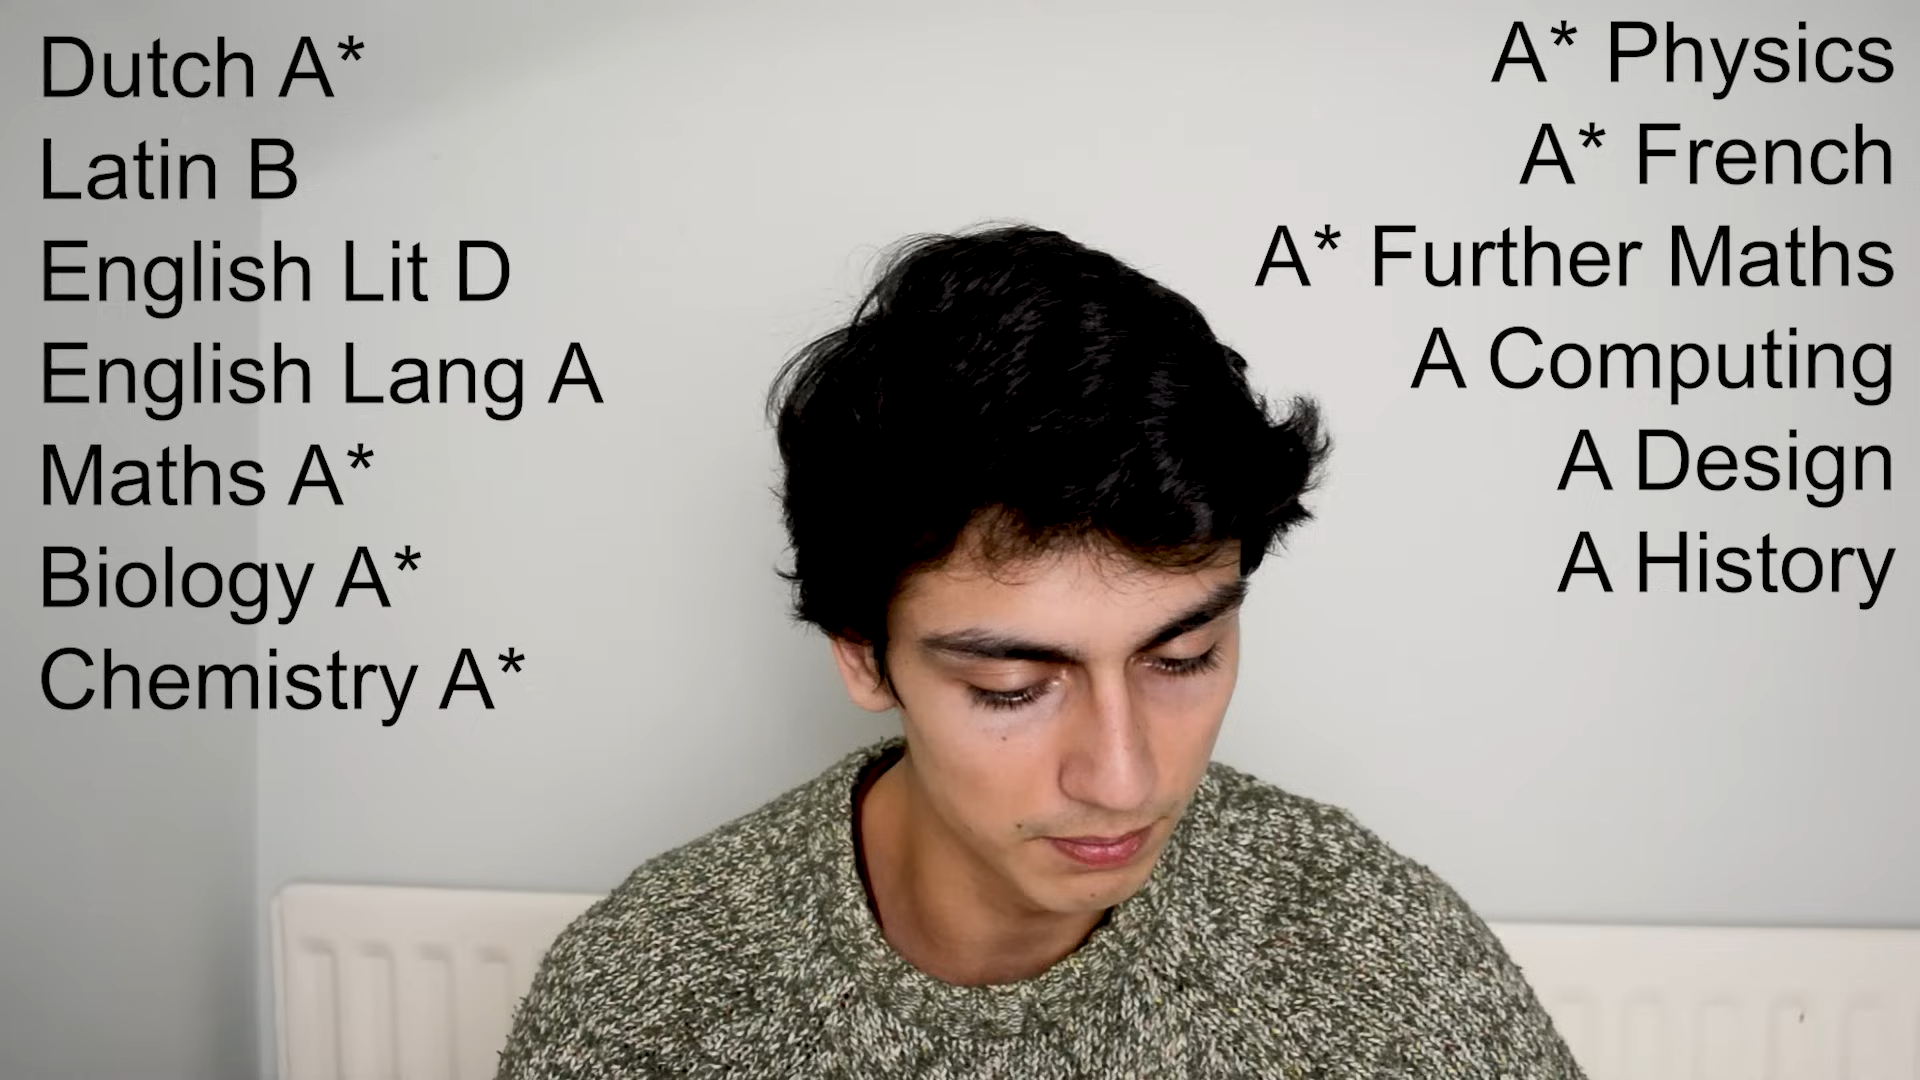 Dutch A*
Latin B
English Lit D
English Lang A
Maths A*
Biology A*
Chemistry A*
A* Physics
A* French
A* Further Maths
A Computing
A Design
A History